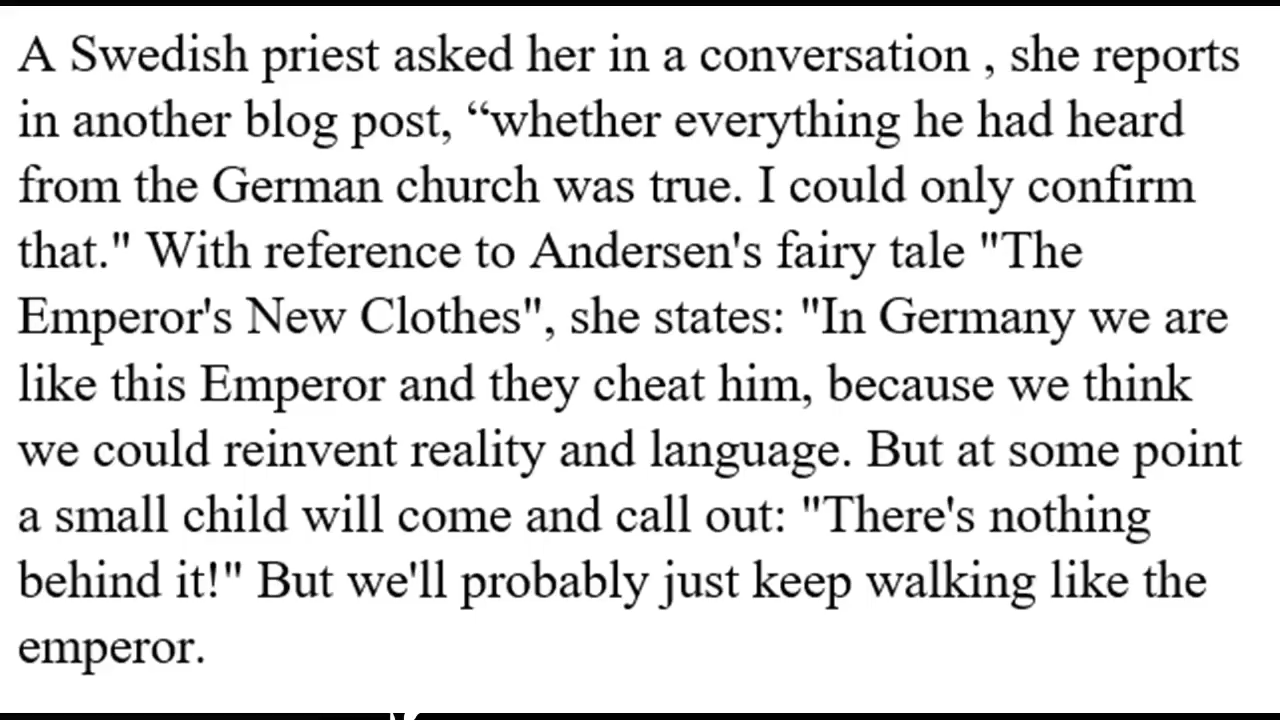 A Swedish priest asked her in a conversation , she reports
in another blog post, “whether everything he had heard
from the German church was true. I could only confirm
that." With reference to Andersen's fairy tale "The
Emperor's New Clothes", she states: "In Germany we are
like this Emperor and they cheat him, because we think
we could reinvent reality and language. But at some point
a small child will come and call out: "There's nothing
behind it!" But we'll probably just keep walking like the
emperor.